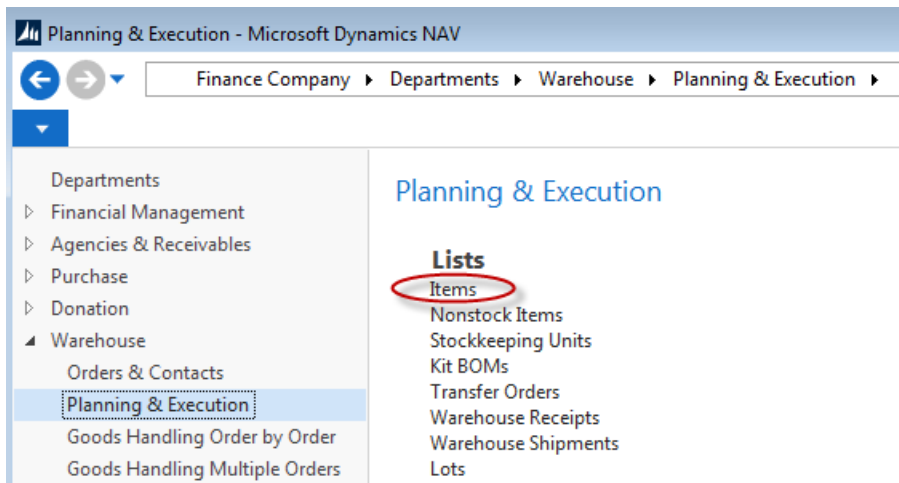 Planning & Execution - Microsoft Dynamics NAV
Finance Company Departments Warehouse Planning & Execution
Departments
Financial Management
Agencies & Receivables
Purchase
Donation
Warehouse
Orders & Contacts
Planning & Execution
Goods Handling Order by Order
Goods Handling Multiple Orders
Planning & Execution
Lists
Items
Nonstock Items
Stockkeeping Units
Kit BOMs
Transfer Orders
Warehouse Receipts
Warehouse Shipments
Lots